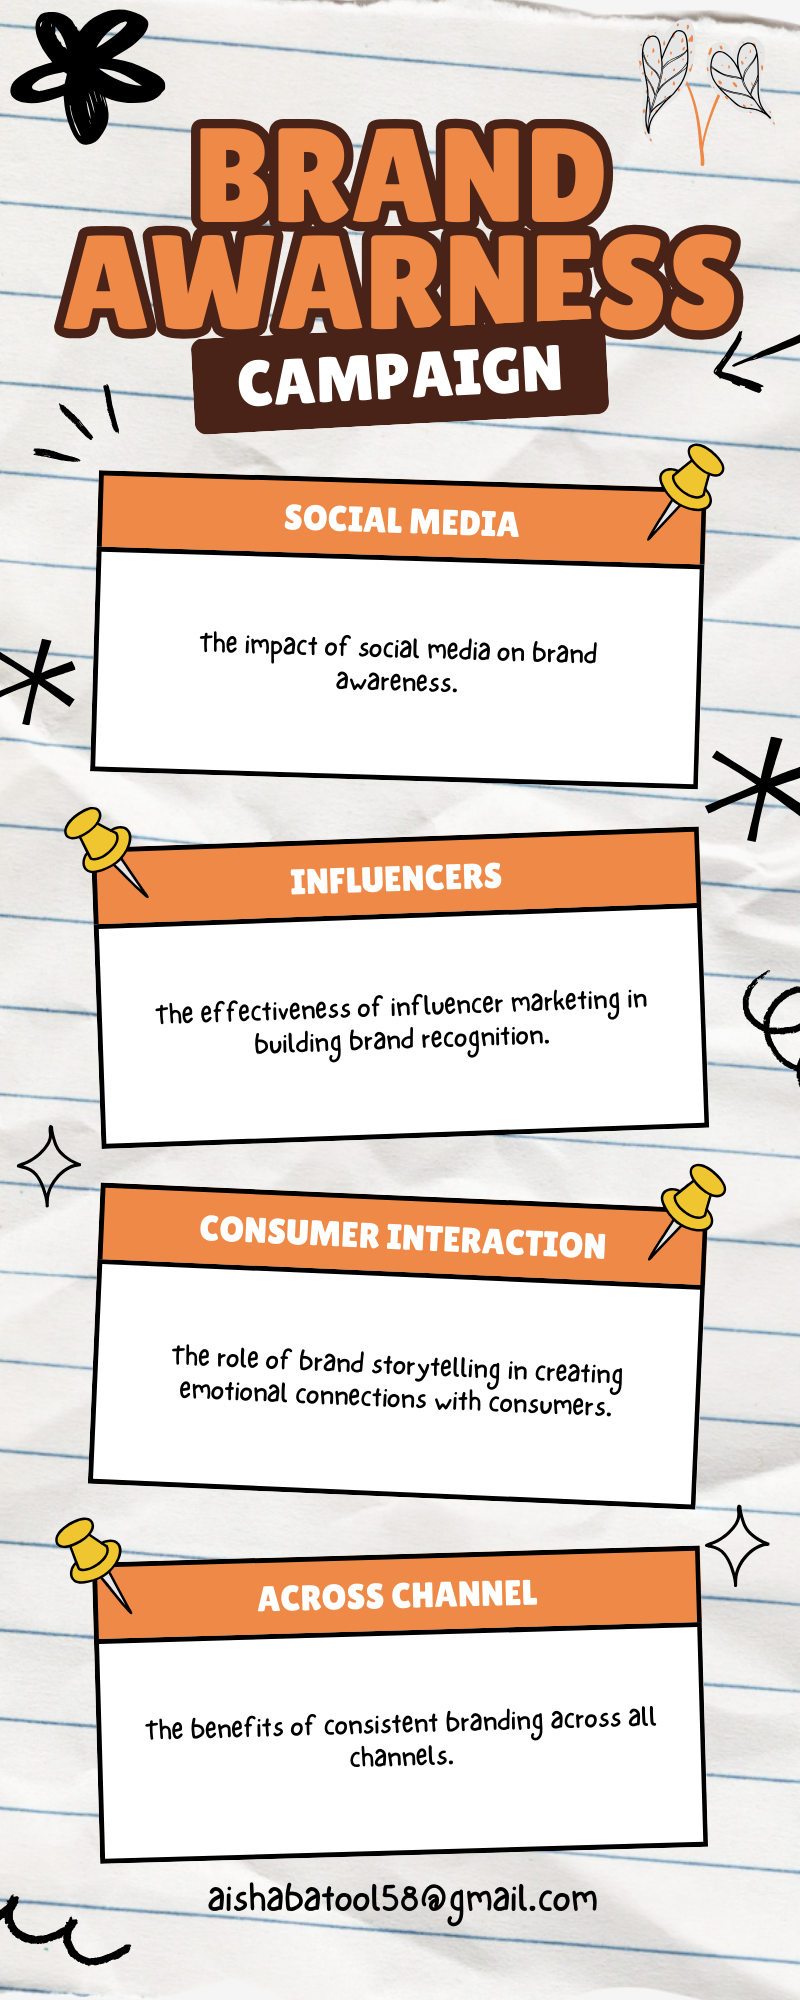 BRAND
AWARNESS
CAMPAIGN
SOCIAL MEDIA
The impact of social media on brand
awareness.
INFLUENCERS
The effectiveness of influencer marketing in
building brand recognition.
CONSUMER INTERACTION
The role of brand storytelling in creating
emotional connections with consumers.
ACROSS CHANNEL
The benefits of consistent branding across all
channels.
aishabatool58@gmail.com